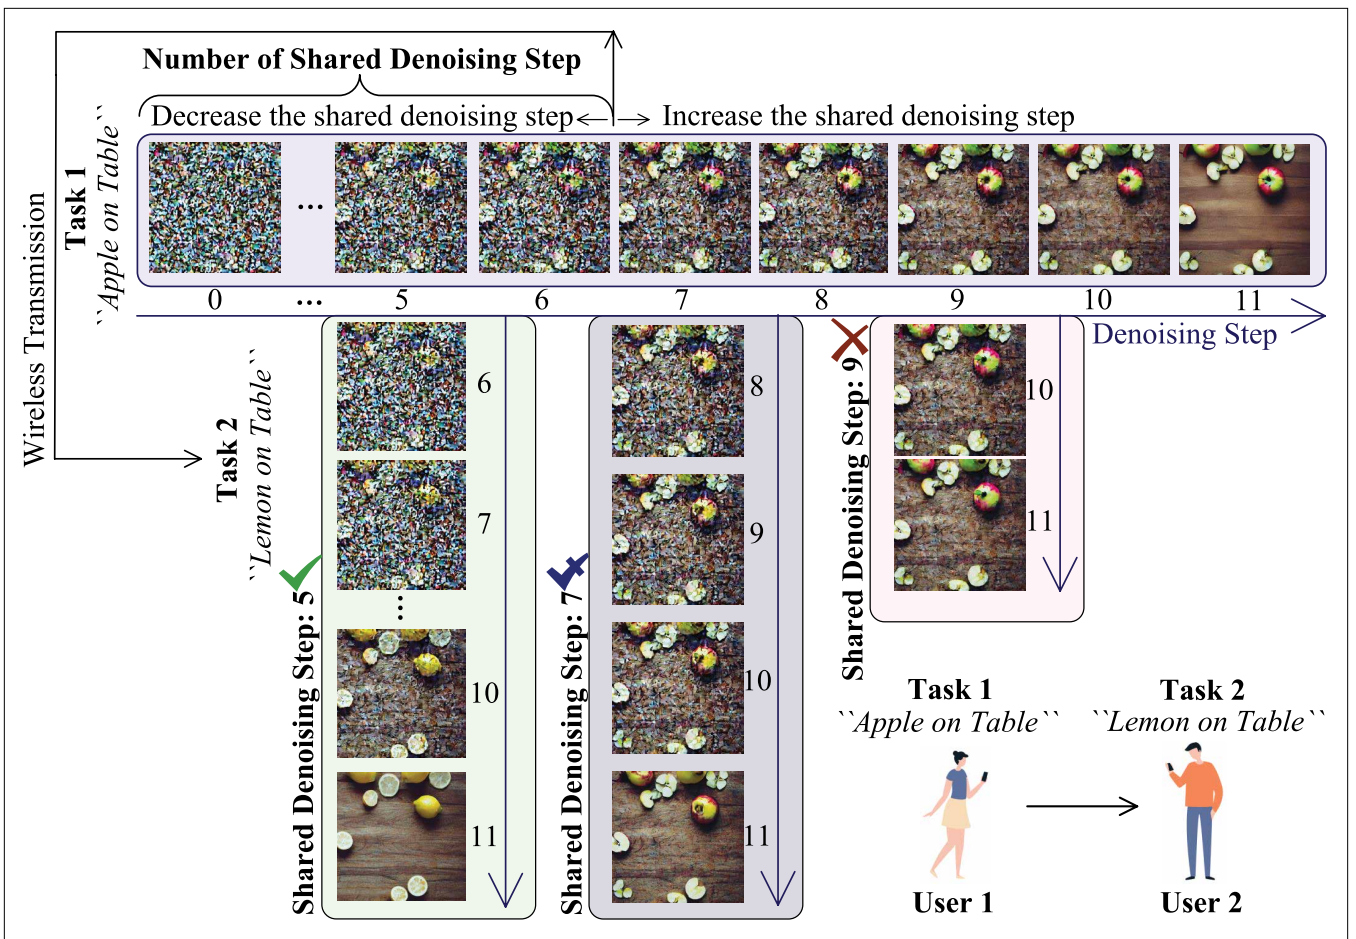 Number of Shared Denoising Step
Decrease the shared denoising step
Increase the shared denoising step
Wireless Transmission
Task 1
``Apple on Table``
...
0
...
5
6
7
8
9
10
11
Denoising Step
Task 2
``Lemon on Table``
Shared Denoising Step: 5
6
7
...
10
11
Shared Denoising Step: 7
8
9
10
11
Shared Denoising Step: 9
10
11
Task 1
``Apple on Table``
User 1
Task 2
``Lemon on Table``
User 2